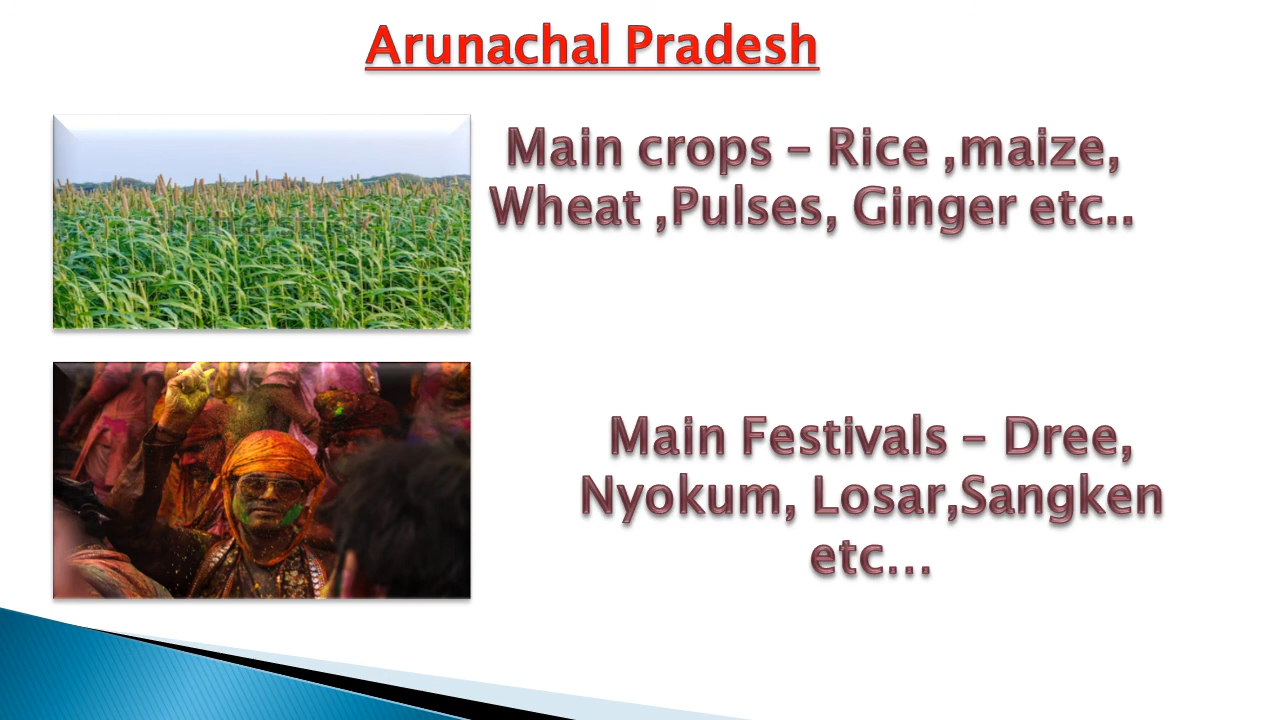 Arunachal Pradesh
Main crops – Rice ,maize,
Wheat ,Pulses, Ginger etc..
Main Festivals – Dree,
Nyokum, Losar,Sangken
etc...